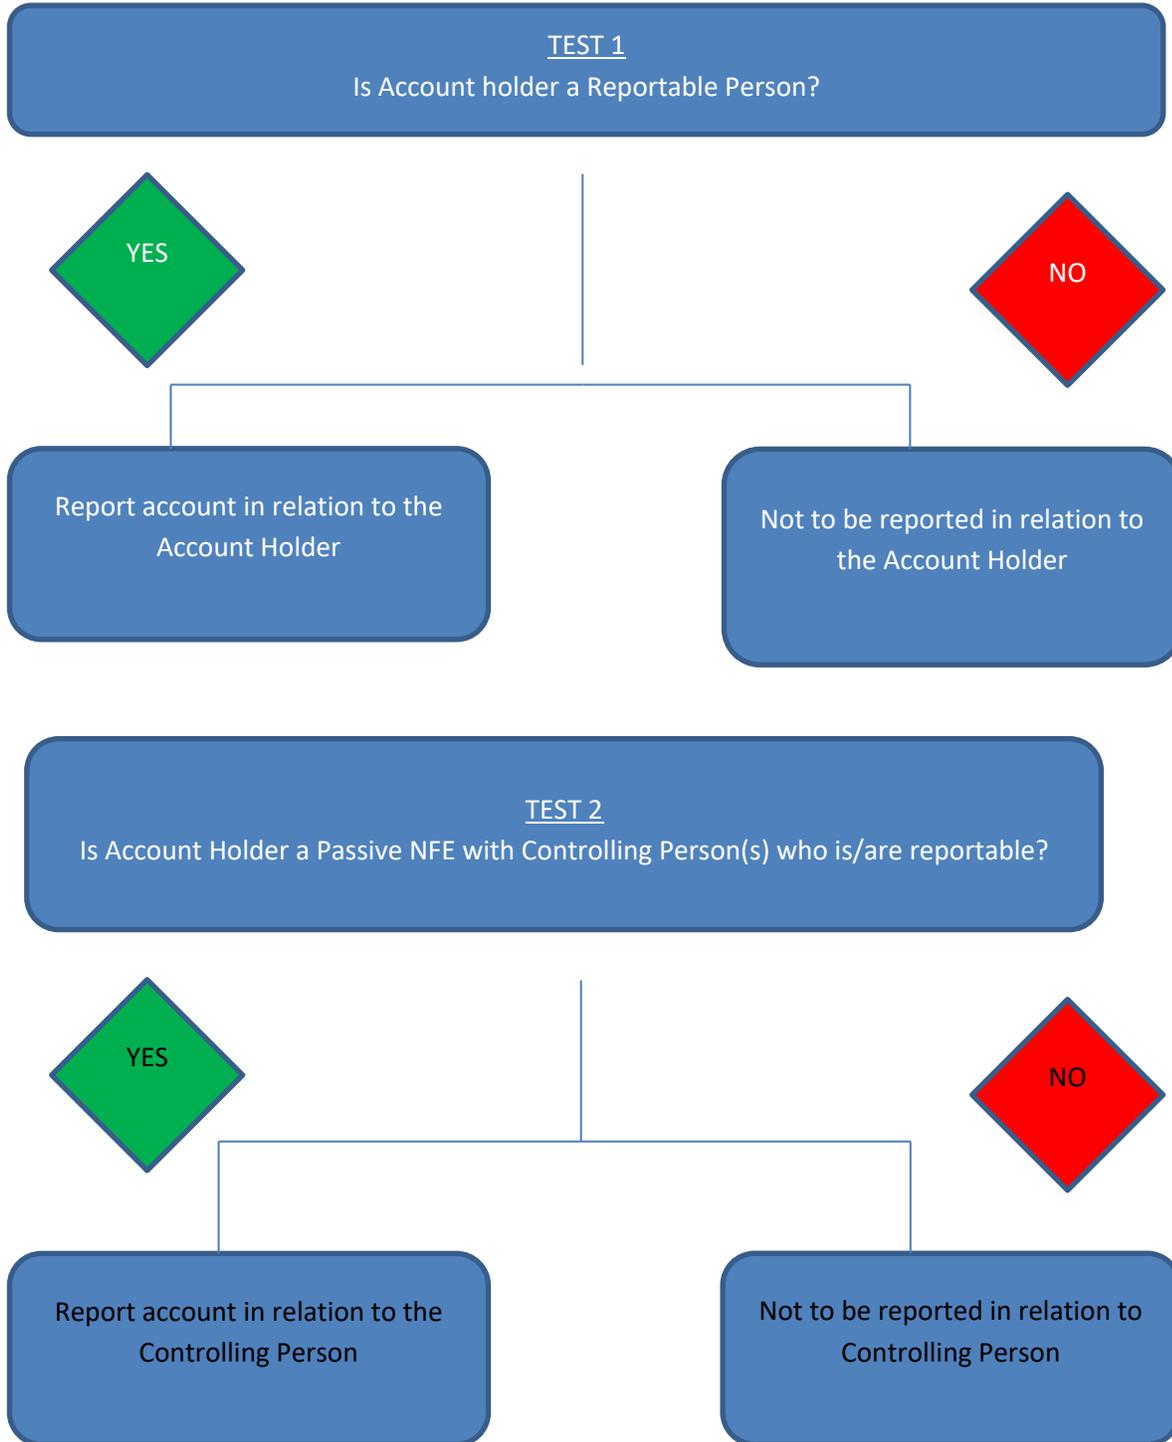 TEST 1
Is Account holder a Reportable Person?
YES
NO
Report account in relation to the
Account Holder
Not to be reported in relation to
the Account Holder
TEST 2
Is Account Holder a Passive NFE with Controlling Person(s) who is/are reportable?
YES
NO
Report account in relation to the
Controlling Person
Not to be reported in relation to
Controlling Person